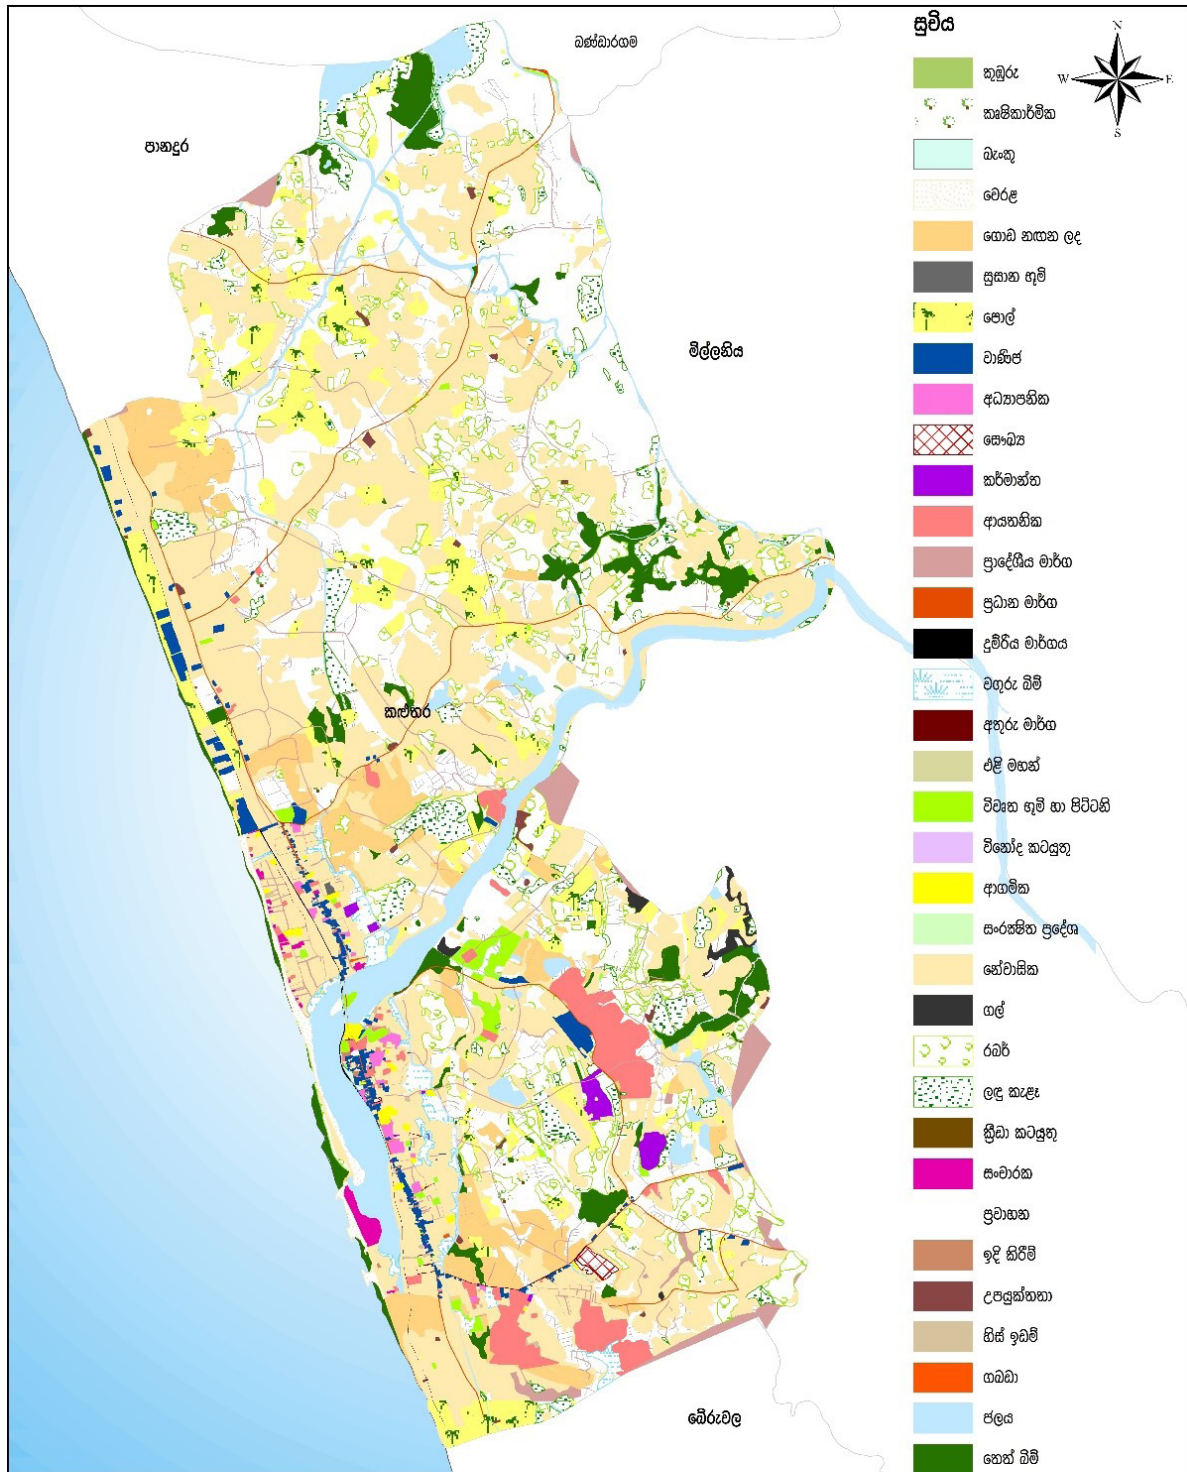 බණ්ඩාරගම
පානදුර
මිල්ලනිය
කළුතර
බේරුවල
සුචිය
N
W
E
S
කුඹුරු
කෘෂිකාර්මික
බැංකු
වෙරළ
ගොඩ නඟන ලද
සුසාන භූමි
පොල්
වාණිජ
අධ්‍යාපනික
සෞඛ්‍ය
කර්මාන්ත
ආයතනික
ප්‍රාදේශීය මාර්ග
ප්‍රධාන මාර්ග
දුම්රිය මාර්ගය
වගුරු බිම්
අතුරු මාර්ග
එළි මහන්
විවෘත භූමි හා පිට්ටනි
විනෝද කටයුතු
ආගමික
සංරක්ෂිත ප්‍රදේශ
නේවාසික
ගල්
රබර්
ලඳු කැළෑ
ක්‍රීඩා කටයුතු
සංචාරක
ප්‍රවාහන
ඉදි කිරීම්
උපයුක්තතා
හිස් ඉඩම්
ගබඩා
ජලය
තෙත් බිම්